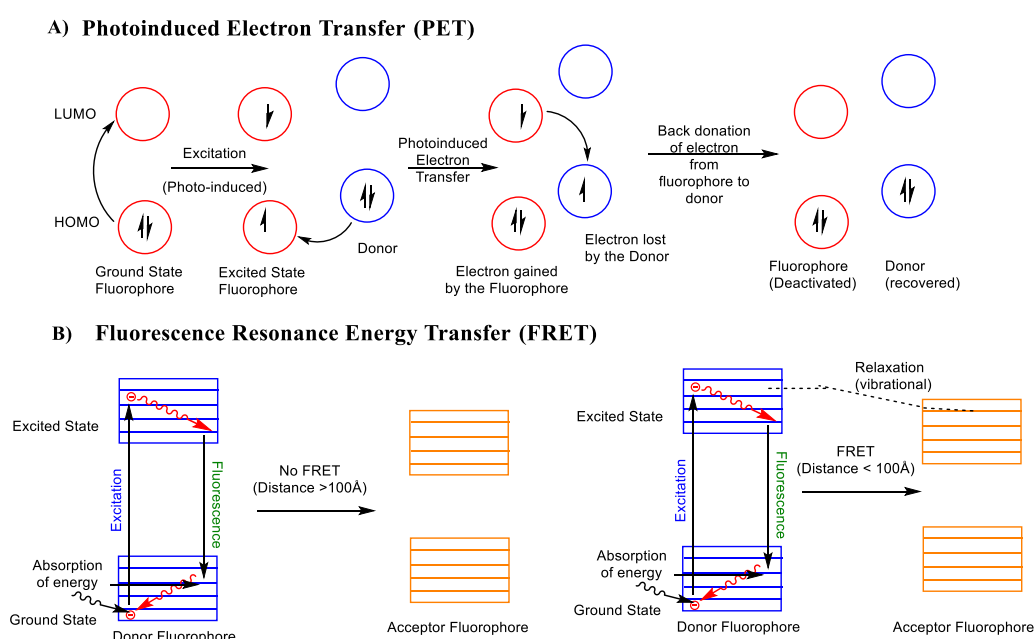 A) Photoinduced Electron Transfer (PET)
LUMO
HOMO
Excitation
(Photo-induced)
Ground State
Fluorophore
Excited State
Fluorophore
Donor
Photoinduced
Electron
Transfer
Electron gained
by the Fluorophore
Electron lost
by the Donor
Back donation
of electron
from
fluorophore to
donor
Fluorophore
(Deactivated)
Donor
(recovered)
B) Fluorescence Resonance Energy Transfer (FRET)
Excited State
Excitation
Fluorescence
Absorption
of energy
Ground State
Donor Fluorophore
No FRET
(Distance >100Å)
Acceptor Fluorophore
Excited State
Excitation
Fluorescence
Absorption
of energy
Ground State
Donor Fluorophore
Relaxation
(vibrational)
FRET
(Distance < 100Å)
Acceptor Fluorophore